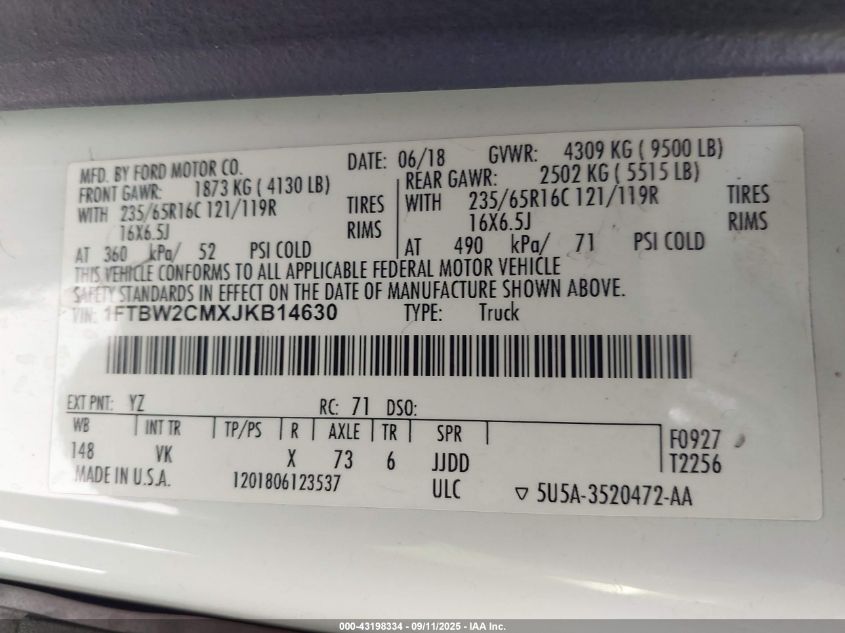 MFD. BY FORD MOTOR CO. DATE: 06/18 GVWR: 4309 KG ( 9500 LB)
FRONT GAWR: 1873 KG ( 4130 LB) REAR GAWR: 2502 KG ( 5515 LB)
WITH 235/65R16C 121/119R TIRES WITH 235/65R16C 121/119R TIRES
16X6.5J RIMS 16X6.5J RIMS
AT 360 kPa/ 52 PSI COLD AT 490 kPa/ 71 PSI COLD
THIS VEHICLE CONFORMS TO ALL APPLICABLE FEDERAL MOTOR VEHICLE
SAFETY STANDARDS IN EFFECT ON THE DATE OF MANUFACTURE SHOWN ABOVE.
VIN: 1FTBW2CMXJKB14630 TYPE: Truck
EXT PNT: YZ RC: 71 DSO:
WB INT TR TP/PS R AXLE TR SPR F0927
148 VK X 73 6 JJDD T2256
MADE IN U.S.A. 1201806123537 ULC ▽ 5U5A-3520472-AA
000-43198334 - 09/11/2025 - IAA Inc.